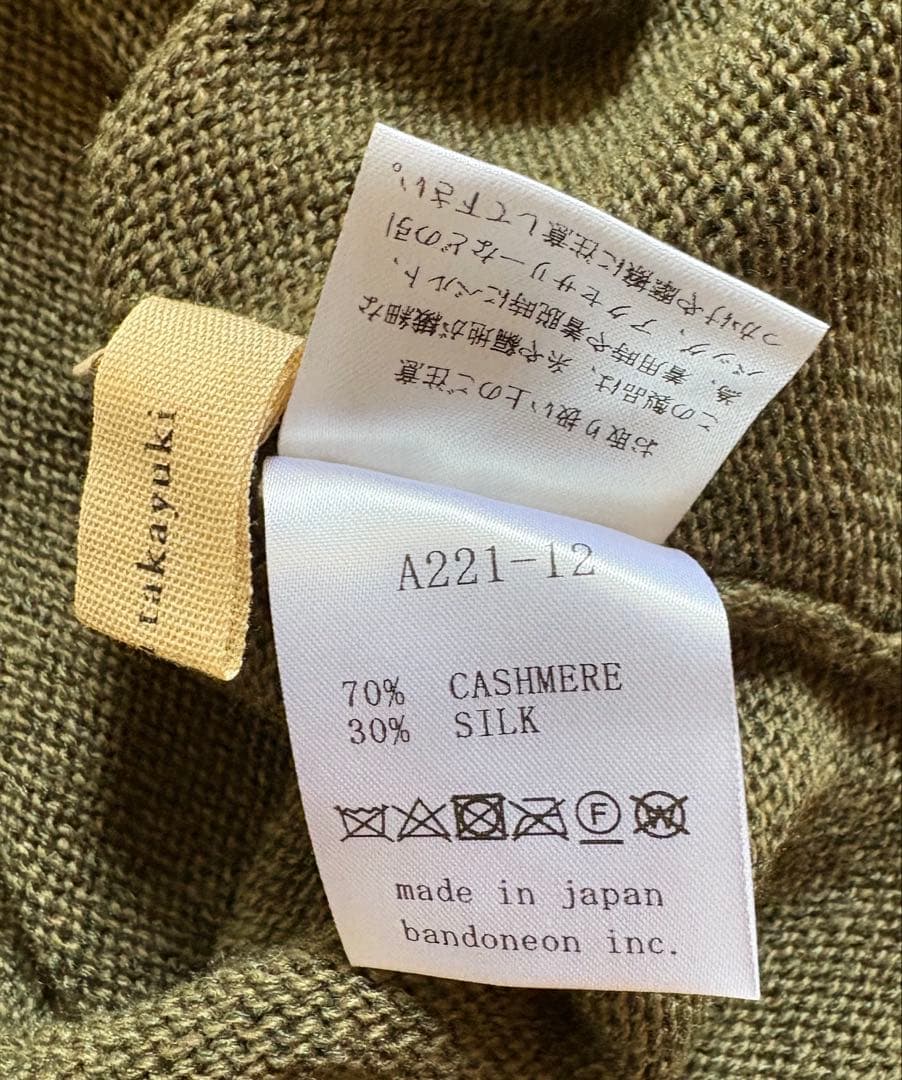 takayuki
お取り扱い上のご注意
この製品は、糸や編地が繊細な
為、着用時や着脱時にベルト、
バッグ、アクセサリーなどの引
っかけや摩擦に注意して下さい。
A221-12
70% CASHMERE
30% SILK
F W
made in japan
bandoneon inc.